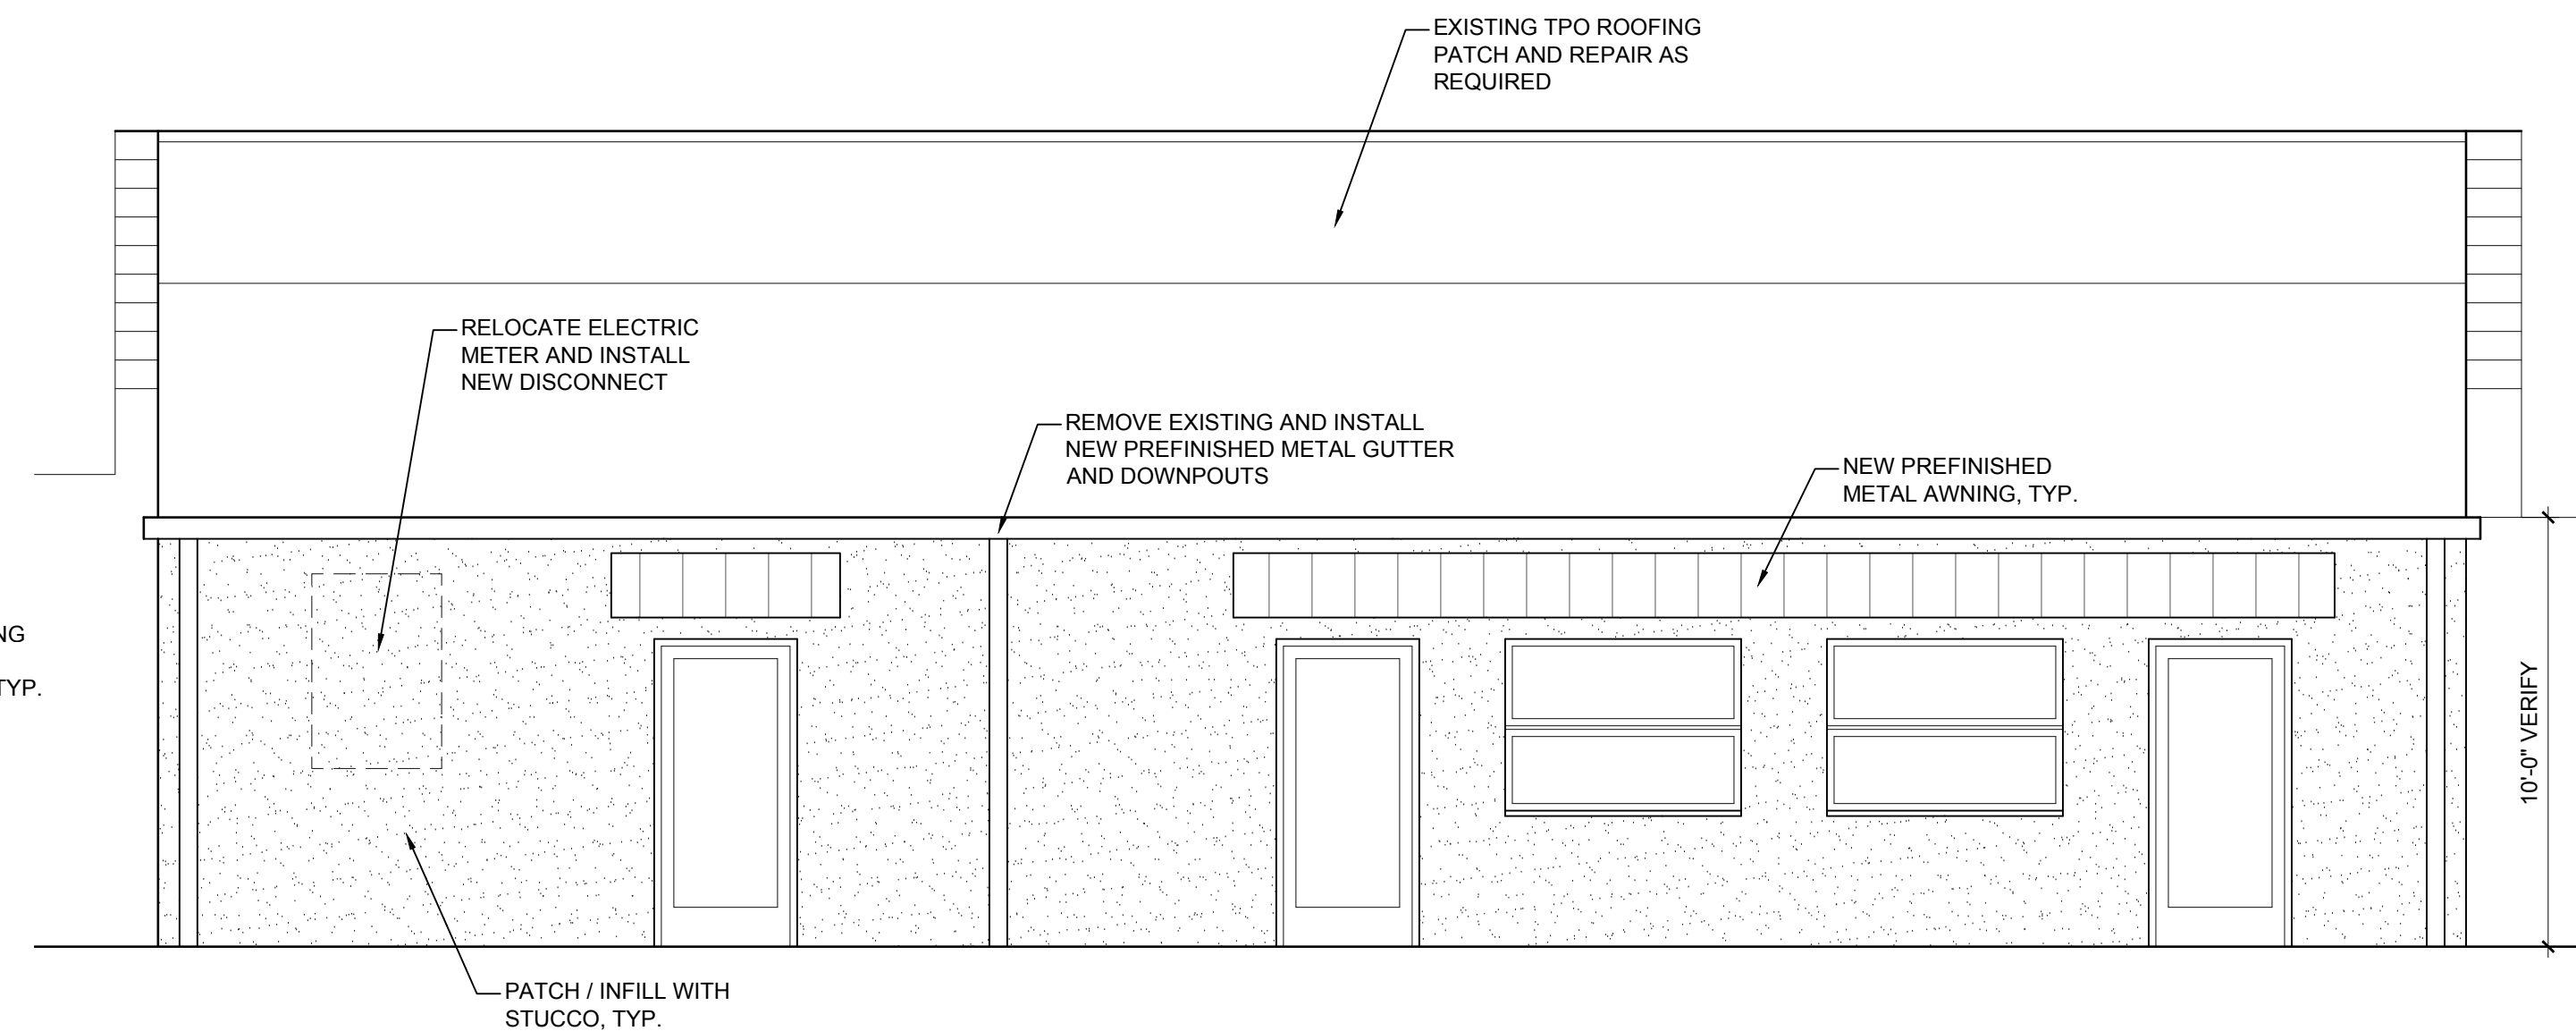 EXISTING TPO ROOFING
PATCH AND REPAIR AS
REQUIRED
RELOCATE ELECTRIC
METER AND INSTALL
NEW DISCONNECT
REMOVE EXISTING AND INSTALL
NEW PREFINISHED METAL GUTTER
AND DOWNPOUTS
NEW PREFINISHED
METAL AWNING, TYP.
NG
TYP.
10'-0" VERIFY
PATCH / INFILL WITH
STUCCO, TYP.